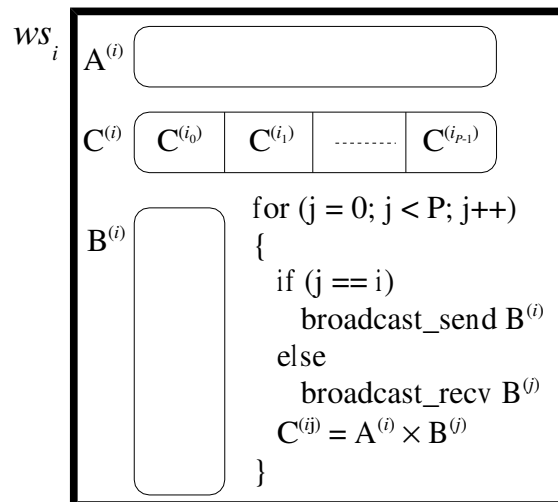 ws_i
A^(i)
C^(i) C^(i_0) C^(i_1) C^(i_P-1)
B^(i)
for (j = 0; j < P; j++)
{
if (j == i)
broadcast_send B^(i)
else
broadcast_recv B^(j)
C^(ij) = A^(i) × B^(j)
}